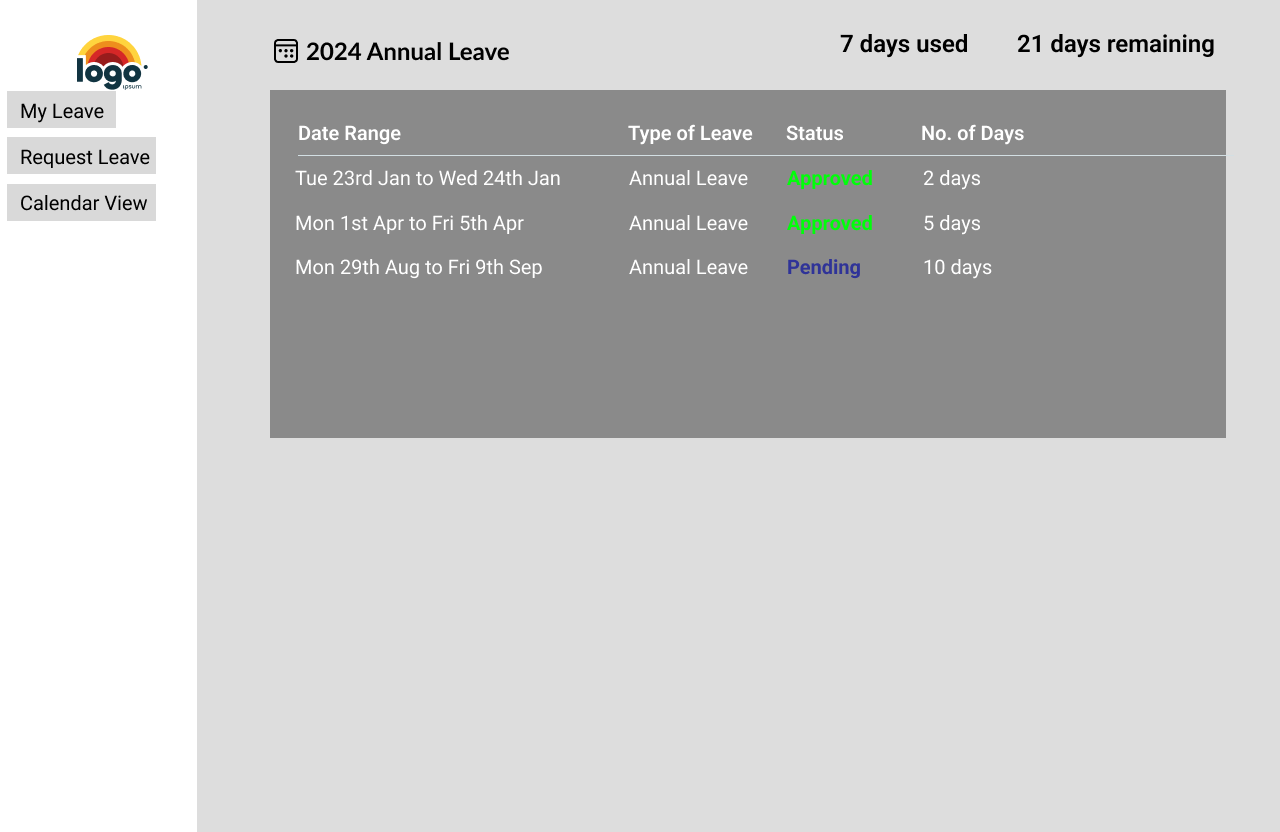 logo
ipsum
My Leave
Request Leave
Calendar View
2024 Annual Leave
7 days used 21 days remaining
Date Range Type of Leave Status No. of Days
Tue 23rd Jan to Wed 24th Jan Annual Leave Approved 2 days
Mon 1st Apr to Fri 5th Apr Annual Leave Approved 5 days
Mon 29th Aug to Fri 9th Sep Annual Leave Pending 10 days